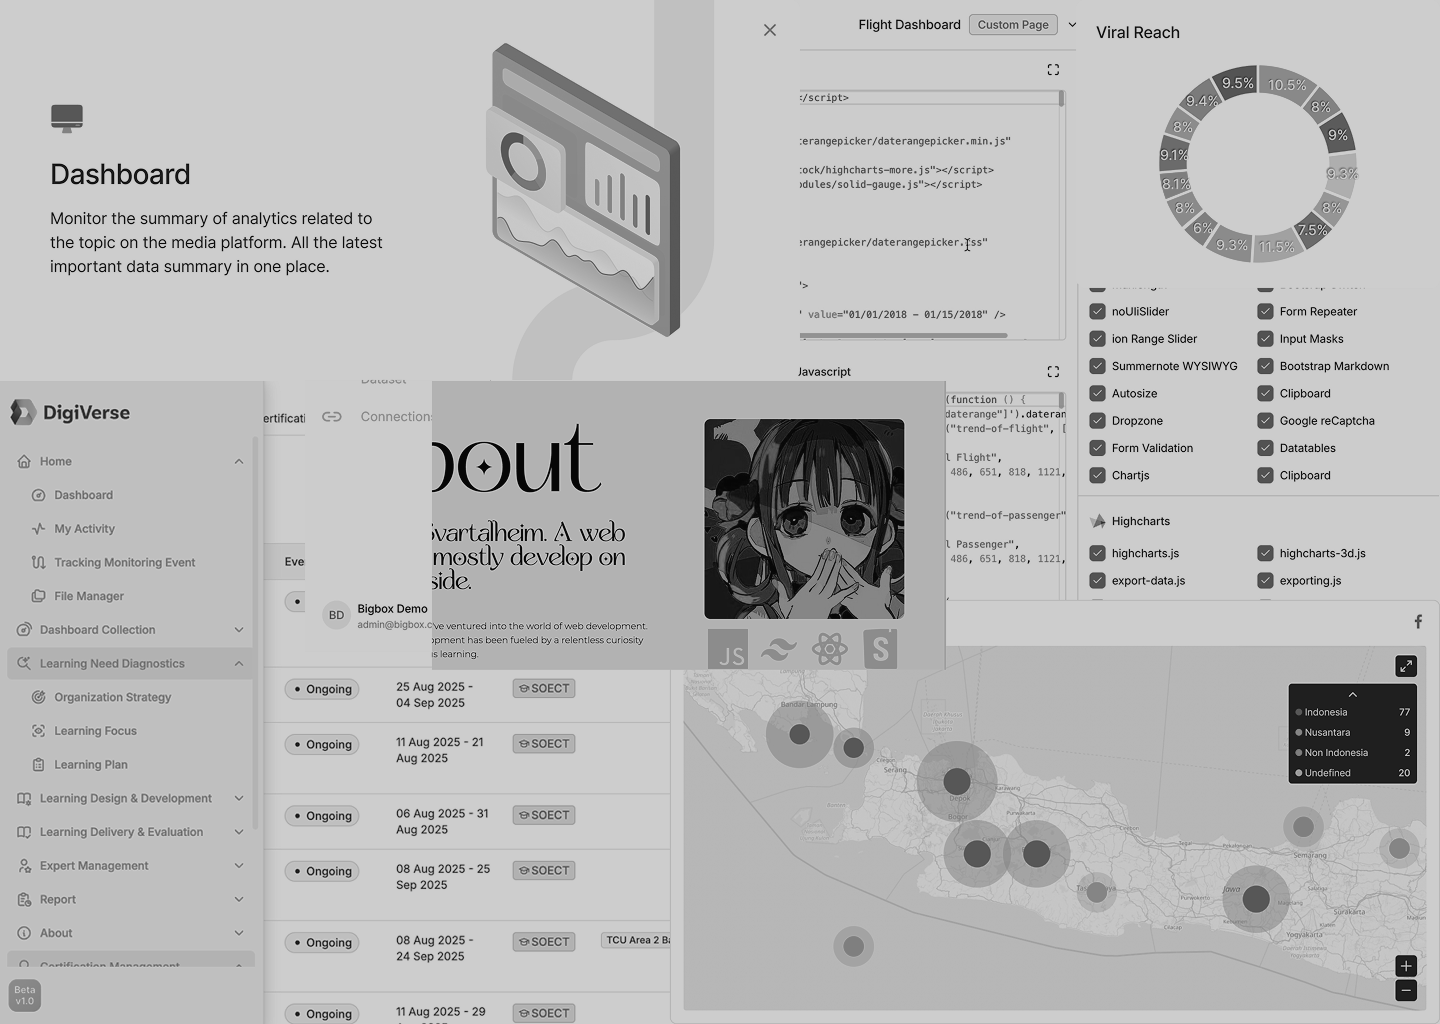 Dashboard
Monitor the summary of analytics related to
the topic on the media platform. All the latest
important data summary in one place.
Flight Dashboard
Custom Page
</script>
erangepicker/daterangepicker.min.js"
ock/highcharts-more.js"></script>
dules/solid-gauge.js"></script>
erangepicker/daterangepicker.css"
">
" value="01/01/2018 - 01/15/2018" />
Javascript
(function () {
daterange"]').dateran
("trend-of-flight", [
l Flight",
486, 651, 818, 1121,
("trend-of-passenger"
l Passenger",
486, 651, 818, 1121,
Viral Reach
9.5%
10.5%
8%
9%
9.3%
8%
7.5%
11.5%
9.3%
6%
8%
8.1%
9.1%
8%
9.4%
noUiSlider
Form Repeater
ion Range Slider
Input Masks
Summernote WYSIWYG
Bootstrap Markdown
Autosize
Clipboard
Dropzone
Google reCaptcha
Form Validation
Datatables
Chartjs
Clipboard
Highcharts
highcharts.js
highcharts-3d.js
export-data.js
exporting.js
DigiVerse
Home
Dashboard
My Activity
Tracking Monitoring Event
File Manager
Dashboard Collection
Learning Need Diagnostics
Organization Strategy
Learning Focus
Learning Plan
Learning Design & Development
Learning Delivery & Evaluation
Expert Management
Report
About
Certification Management
Beta
v1.0
ertificati
Eve
Dataset
Connections
BD
Bigbox Demo
admin@bigbox.c
bout
Svartalheim. A web
mostly develop on
side.
've ventured into the world of web development.
opment has been fueled by a relentless curiosity
s learning.
JS
S
Ongoing
25 Aug 2025 -
04 Sep 2025
SOECT
Ongoing
11 Aug 2025 - 21
Aug 2025
SOECT
Ongoing
06 Aug 2025 - 31
Aug 2025
SOECT
Ongoing
08 Aug 2025 - 25
Sep 2025
SOECT
Ongoing
08 Aug 2025 -
24 Sep 2025
SOECT
TCU Area 2 Ba
Ongoing
11 Aug 2025 - 29
SOECT
Indonesia 77
Nusantara 9
Non Indonesia 2
Undefined 20
Bandar Lampung
Cilegon
Serang
Karawang
Depok
Bogor
Purwakarta
Cianjur
Cirebon
Tegal
Pekalongan
Semarang
Jawa
Purwokerto
Magelang
Salatiga
Surakarta
Kebumen
Cilacap
Klaten
Yogyakarta
Madiun